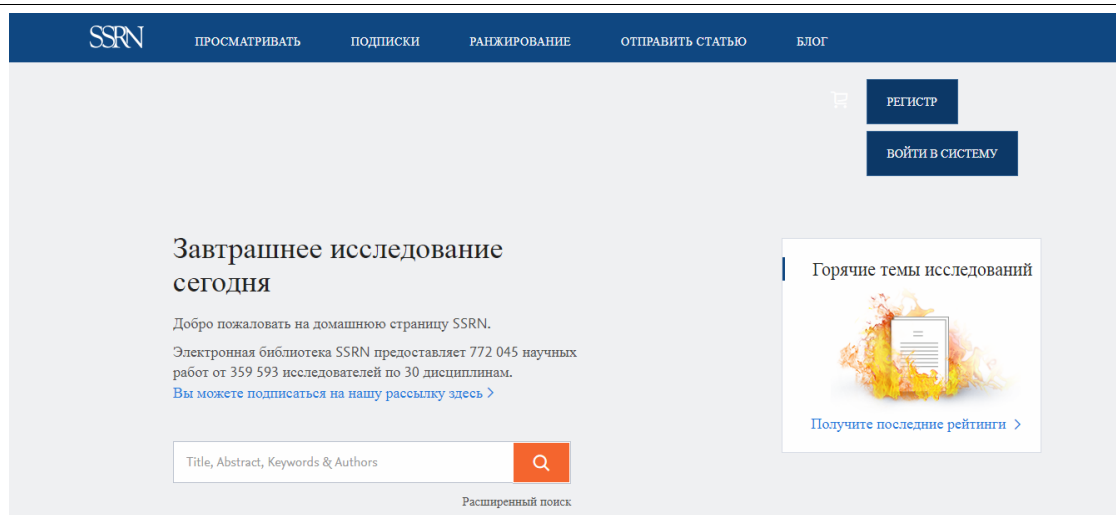 SSRN ПРОСМАТРИВАТЬ ПОДПИСКИ РАНЖИРОВАНИЕ ОТПРАВИТЬ СТАТЬЮ БЛОГ
РЕГИСТР
ВОЙТИ В СИСТЕМУ
Завтрашнее исследование
сегодня
Добро пожаловать на домашнюю страницу SSRN.
Электронная библиотека SSRN предоставляет 772 045 научных
работ от 359 593 исследователей по 30 дисциплинам.
Вы можете подписаться на нашу рассылку здесь >
Title, Abstract, Keywords & Authors
Расширенный поиск
Горячие темы исследований
Получите последние рейтинги >